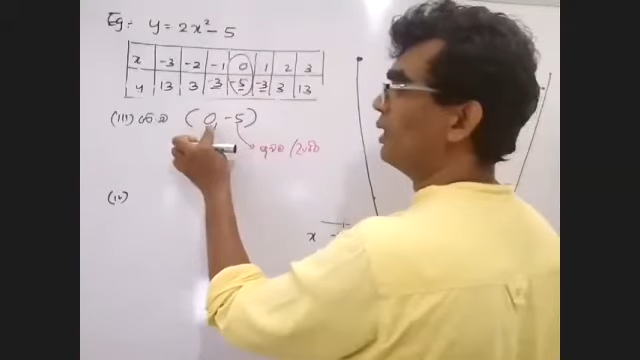 Eg:- y = 2x² - 5
x -3 -2 -1 0 1 2 3
y 13 3 -3 -5 -3 3 13
(III) (0, -5)
(iv)
x